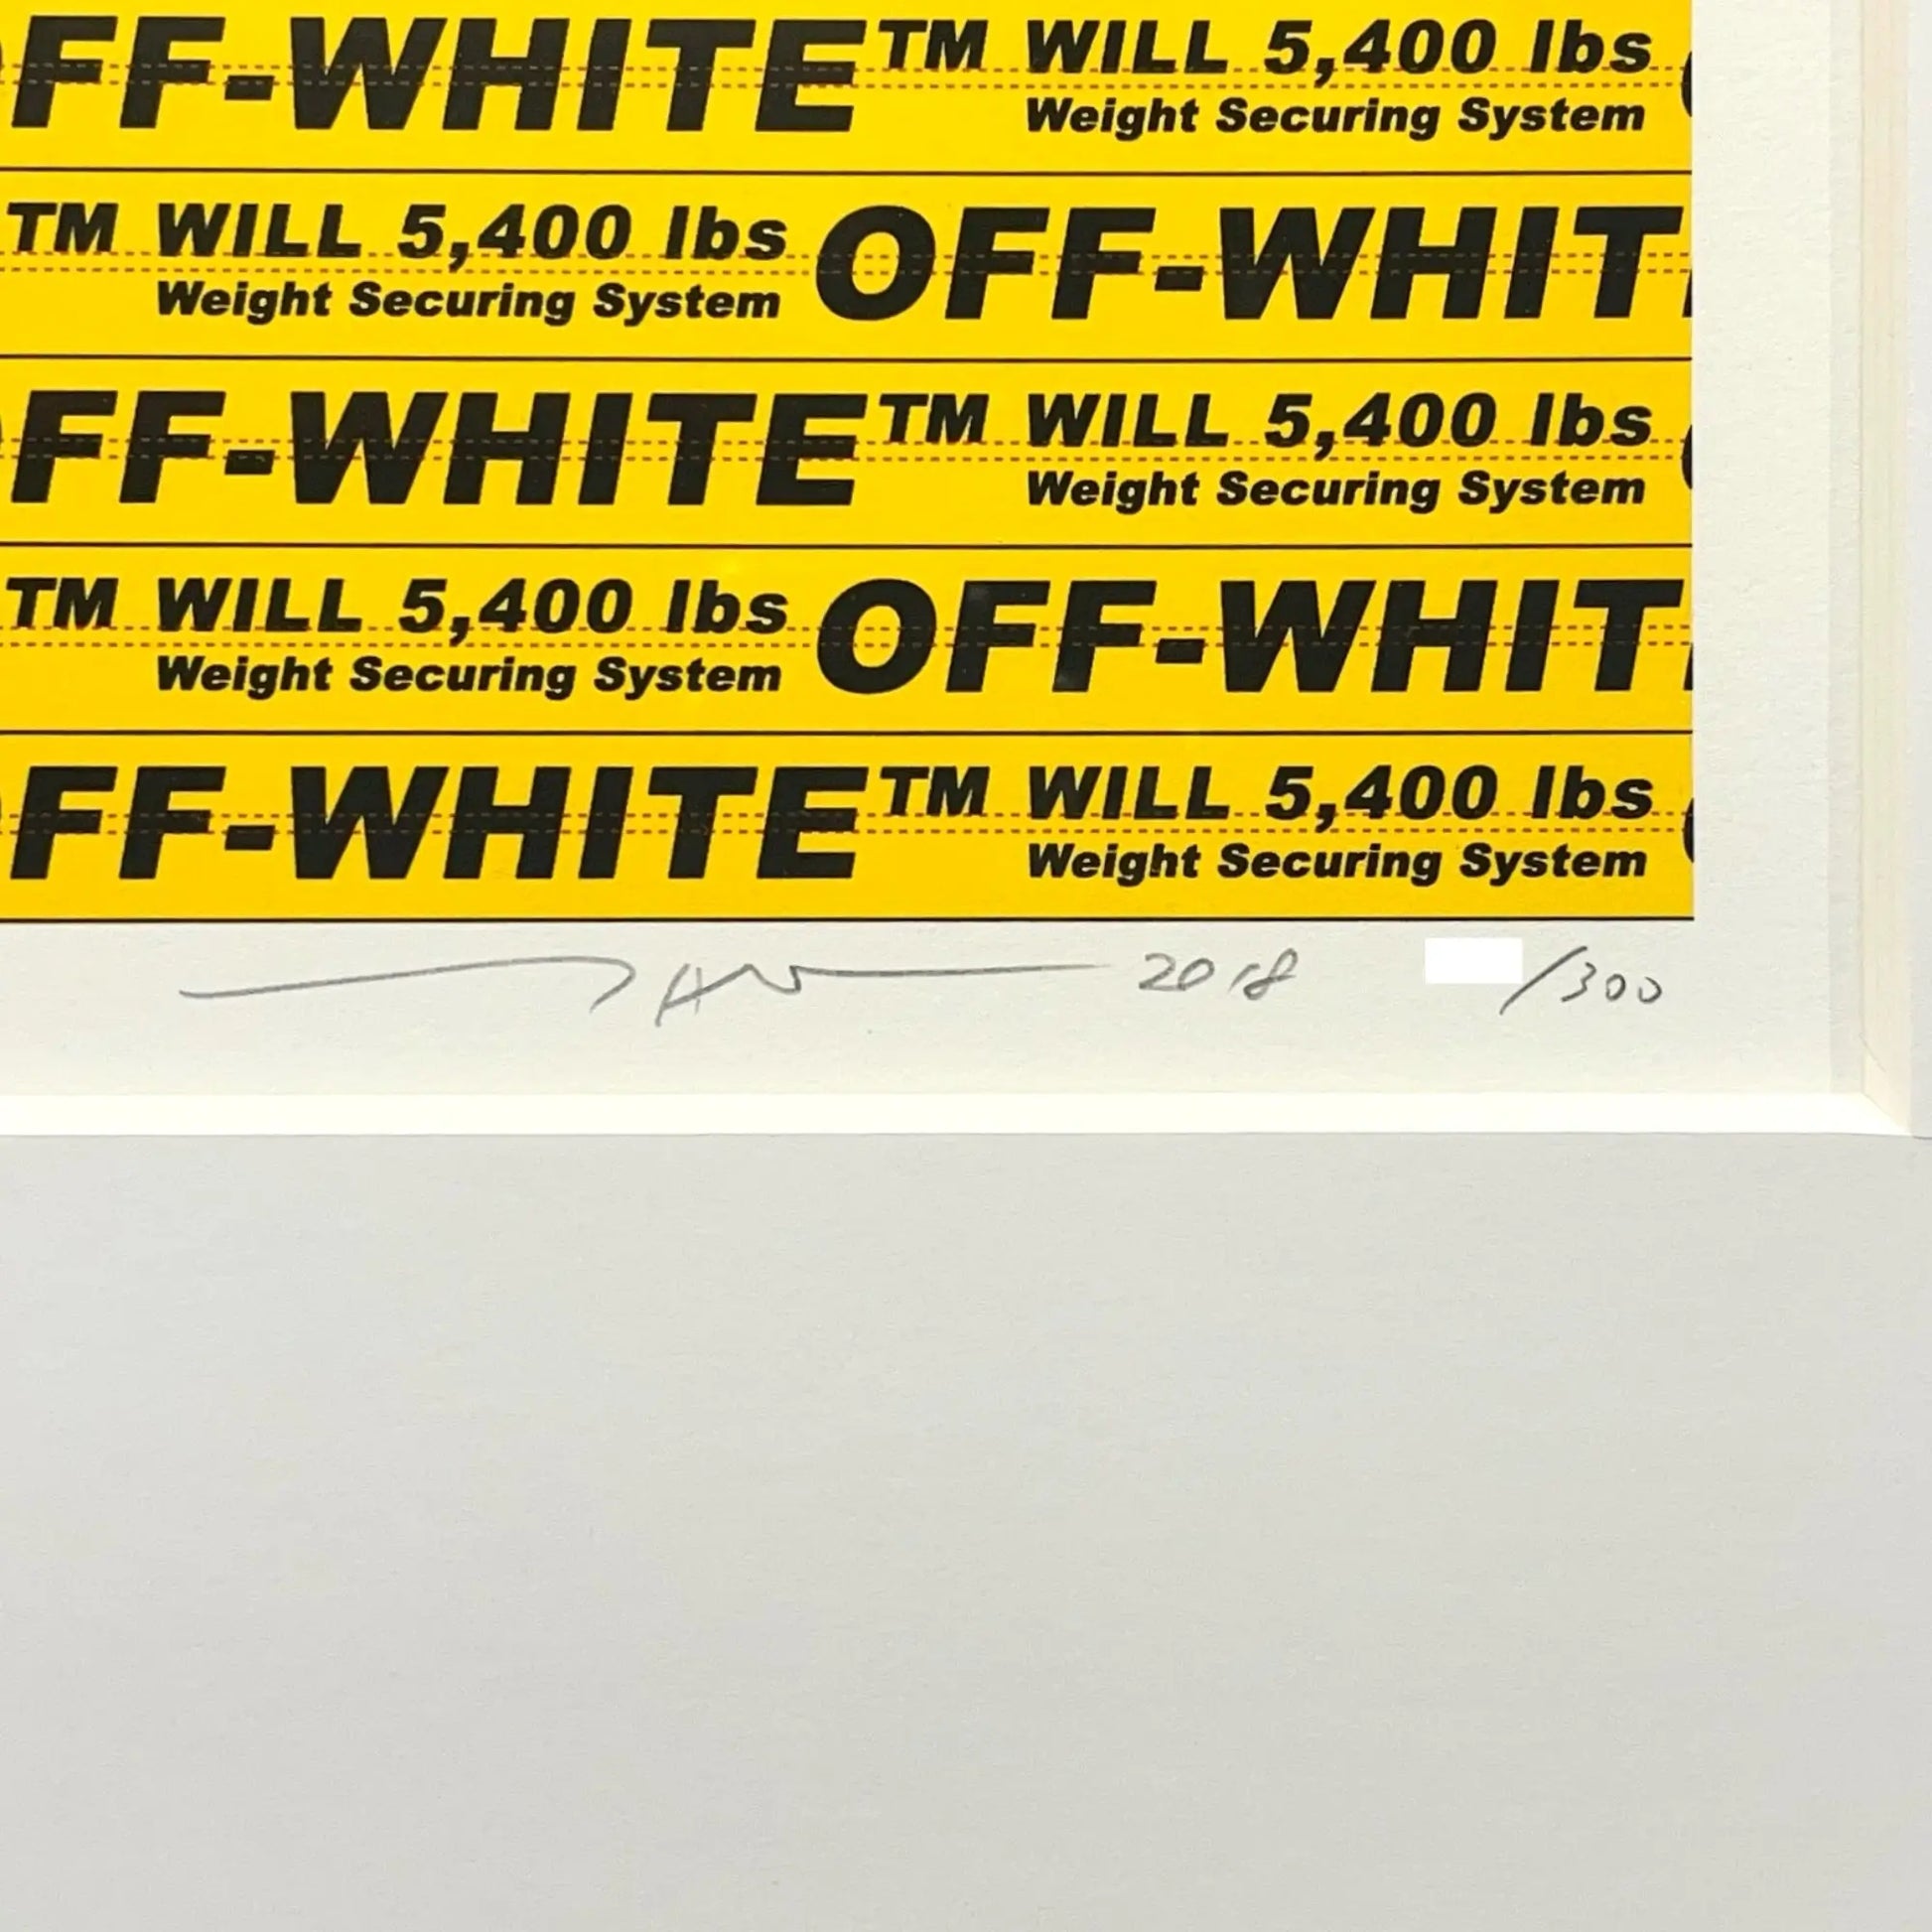 FF-WHITE™ WILL 5,400 lbs
Weight Securing System
TM WILL 5,400 lbs OFF-WHIT
Weight Securing System
FF-WHITE™ WILL 5,400 lbs
Weight Securing System
TM WILL 5,400 lbs OFF-WHIT
Weight Securing System
FF-WHITE™ WILL 5,400 lbs
Weight Securing System
2018 /300